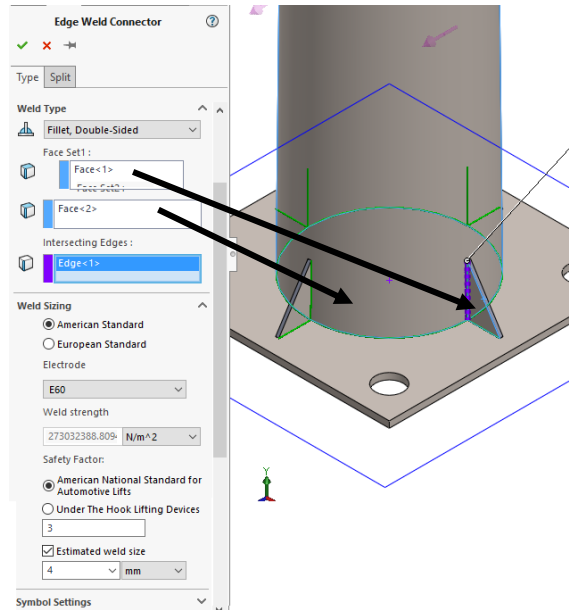 Edge Weld Connector
Type Split
Weld Type
Fillet, Double-Sided
Face Set1 :
Face<1>
Face Set2 :
Face<2>
Intersecting Edges :
Edge<1>
Weld Sizing
American Standard
European Standard
Electrode
E60
Weld strength
273032388.809 N/m^2
Safety Factor:
American National Standard for
Automotive Lifts
Under The Hook Lifting Devices
3
Estimated weld size
4 mm
Symbol Settings
Y